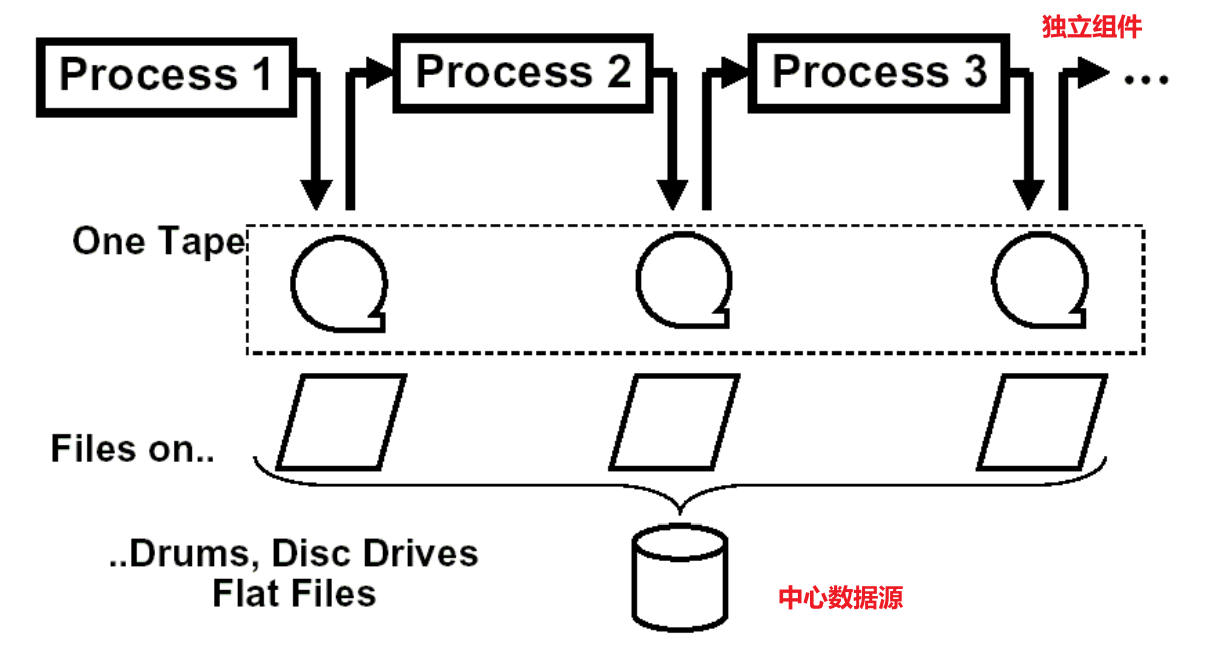 独立组件
Process 1
Process 2
Process 3
...
One Tape
Files on..
..Drums, Disc Drives
Flat Files
中心数据源